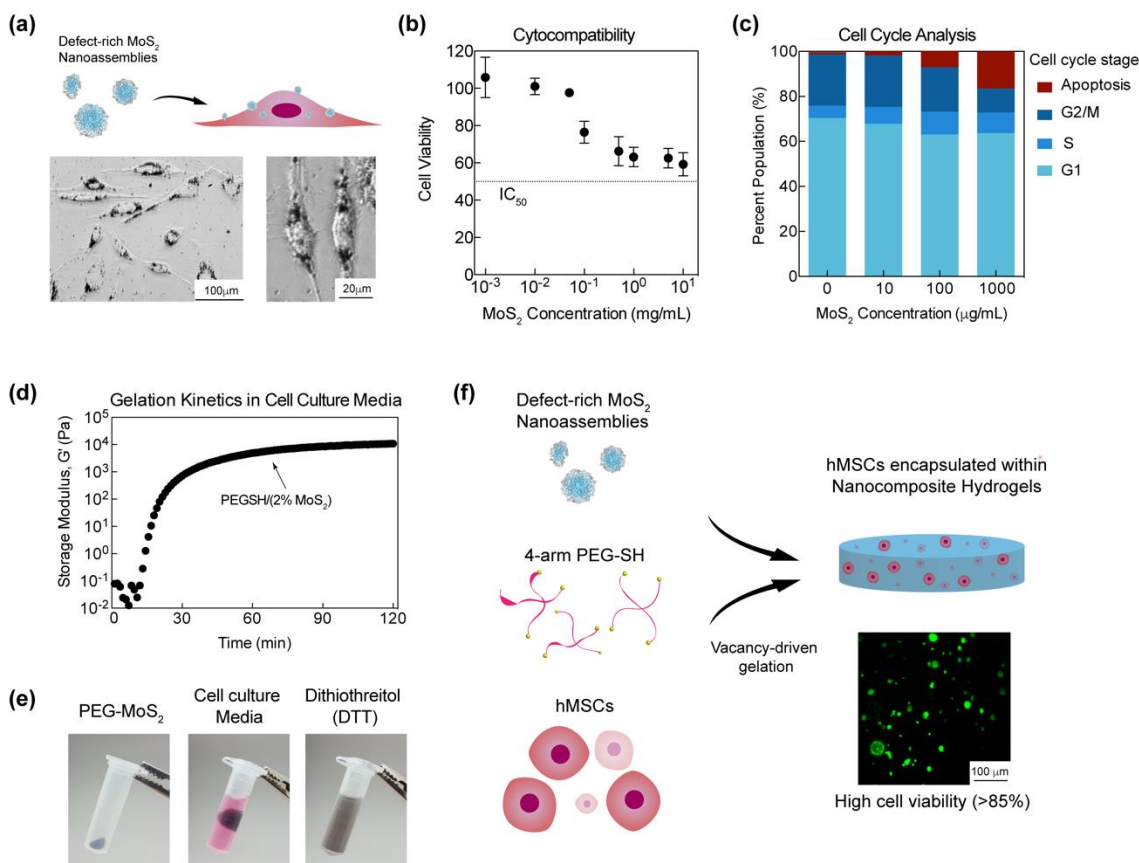 (a)
Defect-rich MoS₂
Nanoassemblies
100μm
20μm
(b)
Cytocompatibility
Cell Viability
120
100
80
60
40
20
0
IC₅₀
10⁻³ 10⁻² 10⁻¹ 10⁰ 10¹
MoS₂ Concentration (mg/mL)
(c)
Cell Cycle Analysis
Percent Population (%)
100
80
60
40
20
0
0 10 100 1000
MoS₂ Concentration (μg/mL)
Cell cycle stage
Apoptosis
G2/M
S
G1
(d)
Gelation Kinetics in Cell Culture Media
Storage Modulus, G' (Pa)
10⁵
10⁴
10³
10²
10¹
10⁰
10⁻¹
10⁻²
PEGSH/(2% MoS₂)
0 30 60 90 120
Time (min)
(e)
PEG-MoS₂
Cell culture
Media
Dithiothreitol
(DTT)
(f)
Defect-rich MoS₂
Nanoassemblies
4-arm PEG-SH
hMSCs
Vacancy-driven
gelation
hMSCs encapsulated within
Nanocomposite Hydrogels
100 μm
High cell viability (>85%)